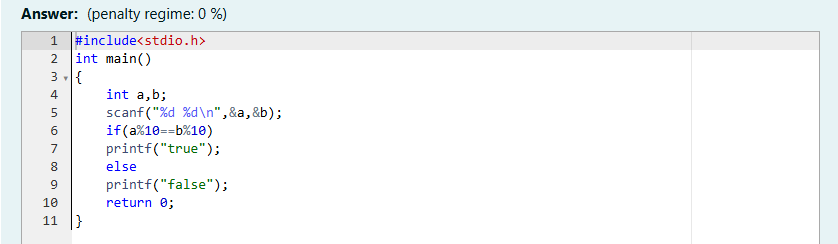 Answer: (penalty regime: 0 %)
1 #include<stdio.h>
2 int main()
3 {
4 int a,b;
5 scanf("%d %d\n",&a,&b);
6 if(a%10==b%10)
7 printf("true");
8 else
9 printf("false");
10 return 0;
11 }